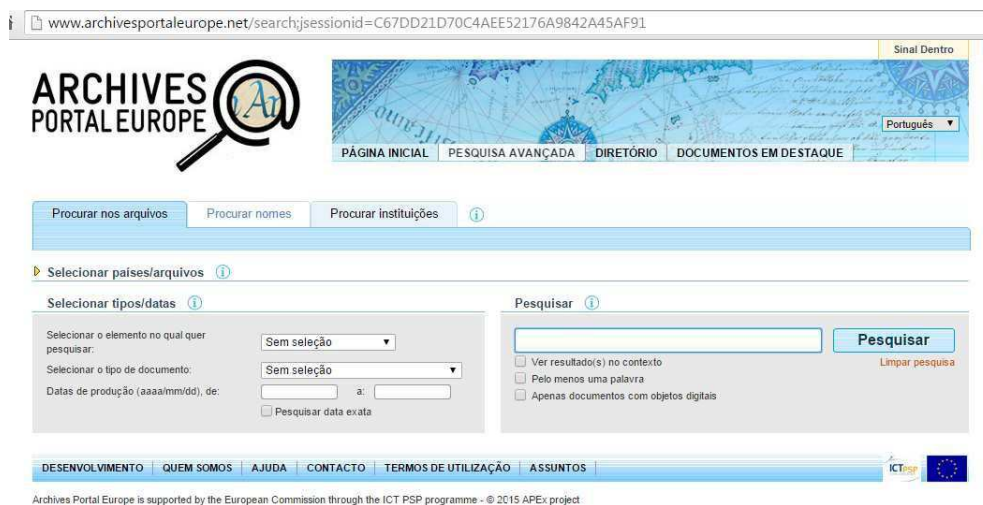 www.archivesportaleurope.net/search;jsessionid=C67DD21D70C4AEE52176A9842A45AF91
Sinal Dentro
ARCHIVES
PORTAL EUROPE
Português
PÁGINA INICIAL PESQUISA AVANÇADA DIRETÓRIO DOCUMENTOS EM DESTAQUE
Procurar nos arquivos Procurar nomes Procurar instituições
Selecionar países/arquivos
Selecionar tipos/datas
Selecionar o elemento no qual quer
pesquisar:
Sem seleção
Selecionar o tipo de documento:
Sem seleção
Datas de produção (aaaa/mm/dd), de: a:
Pesquisar data exata
Pesquisar
Pesquisar
Ver resultado(s) no contexto
Limpar pesquisa
Pelo menos uma palavra
Apenas documentos com objetos digitais
DESENVOLVIMENTO QUEM SOMOS AJUDA CONTACTO TERMOS DE UTILIZAÇÃO ASSUNTOS
ICT PSP
Archives Portal Europe is supported by the European Commission through the ICT PSP programme - © 2015 APEx project